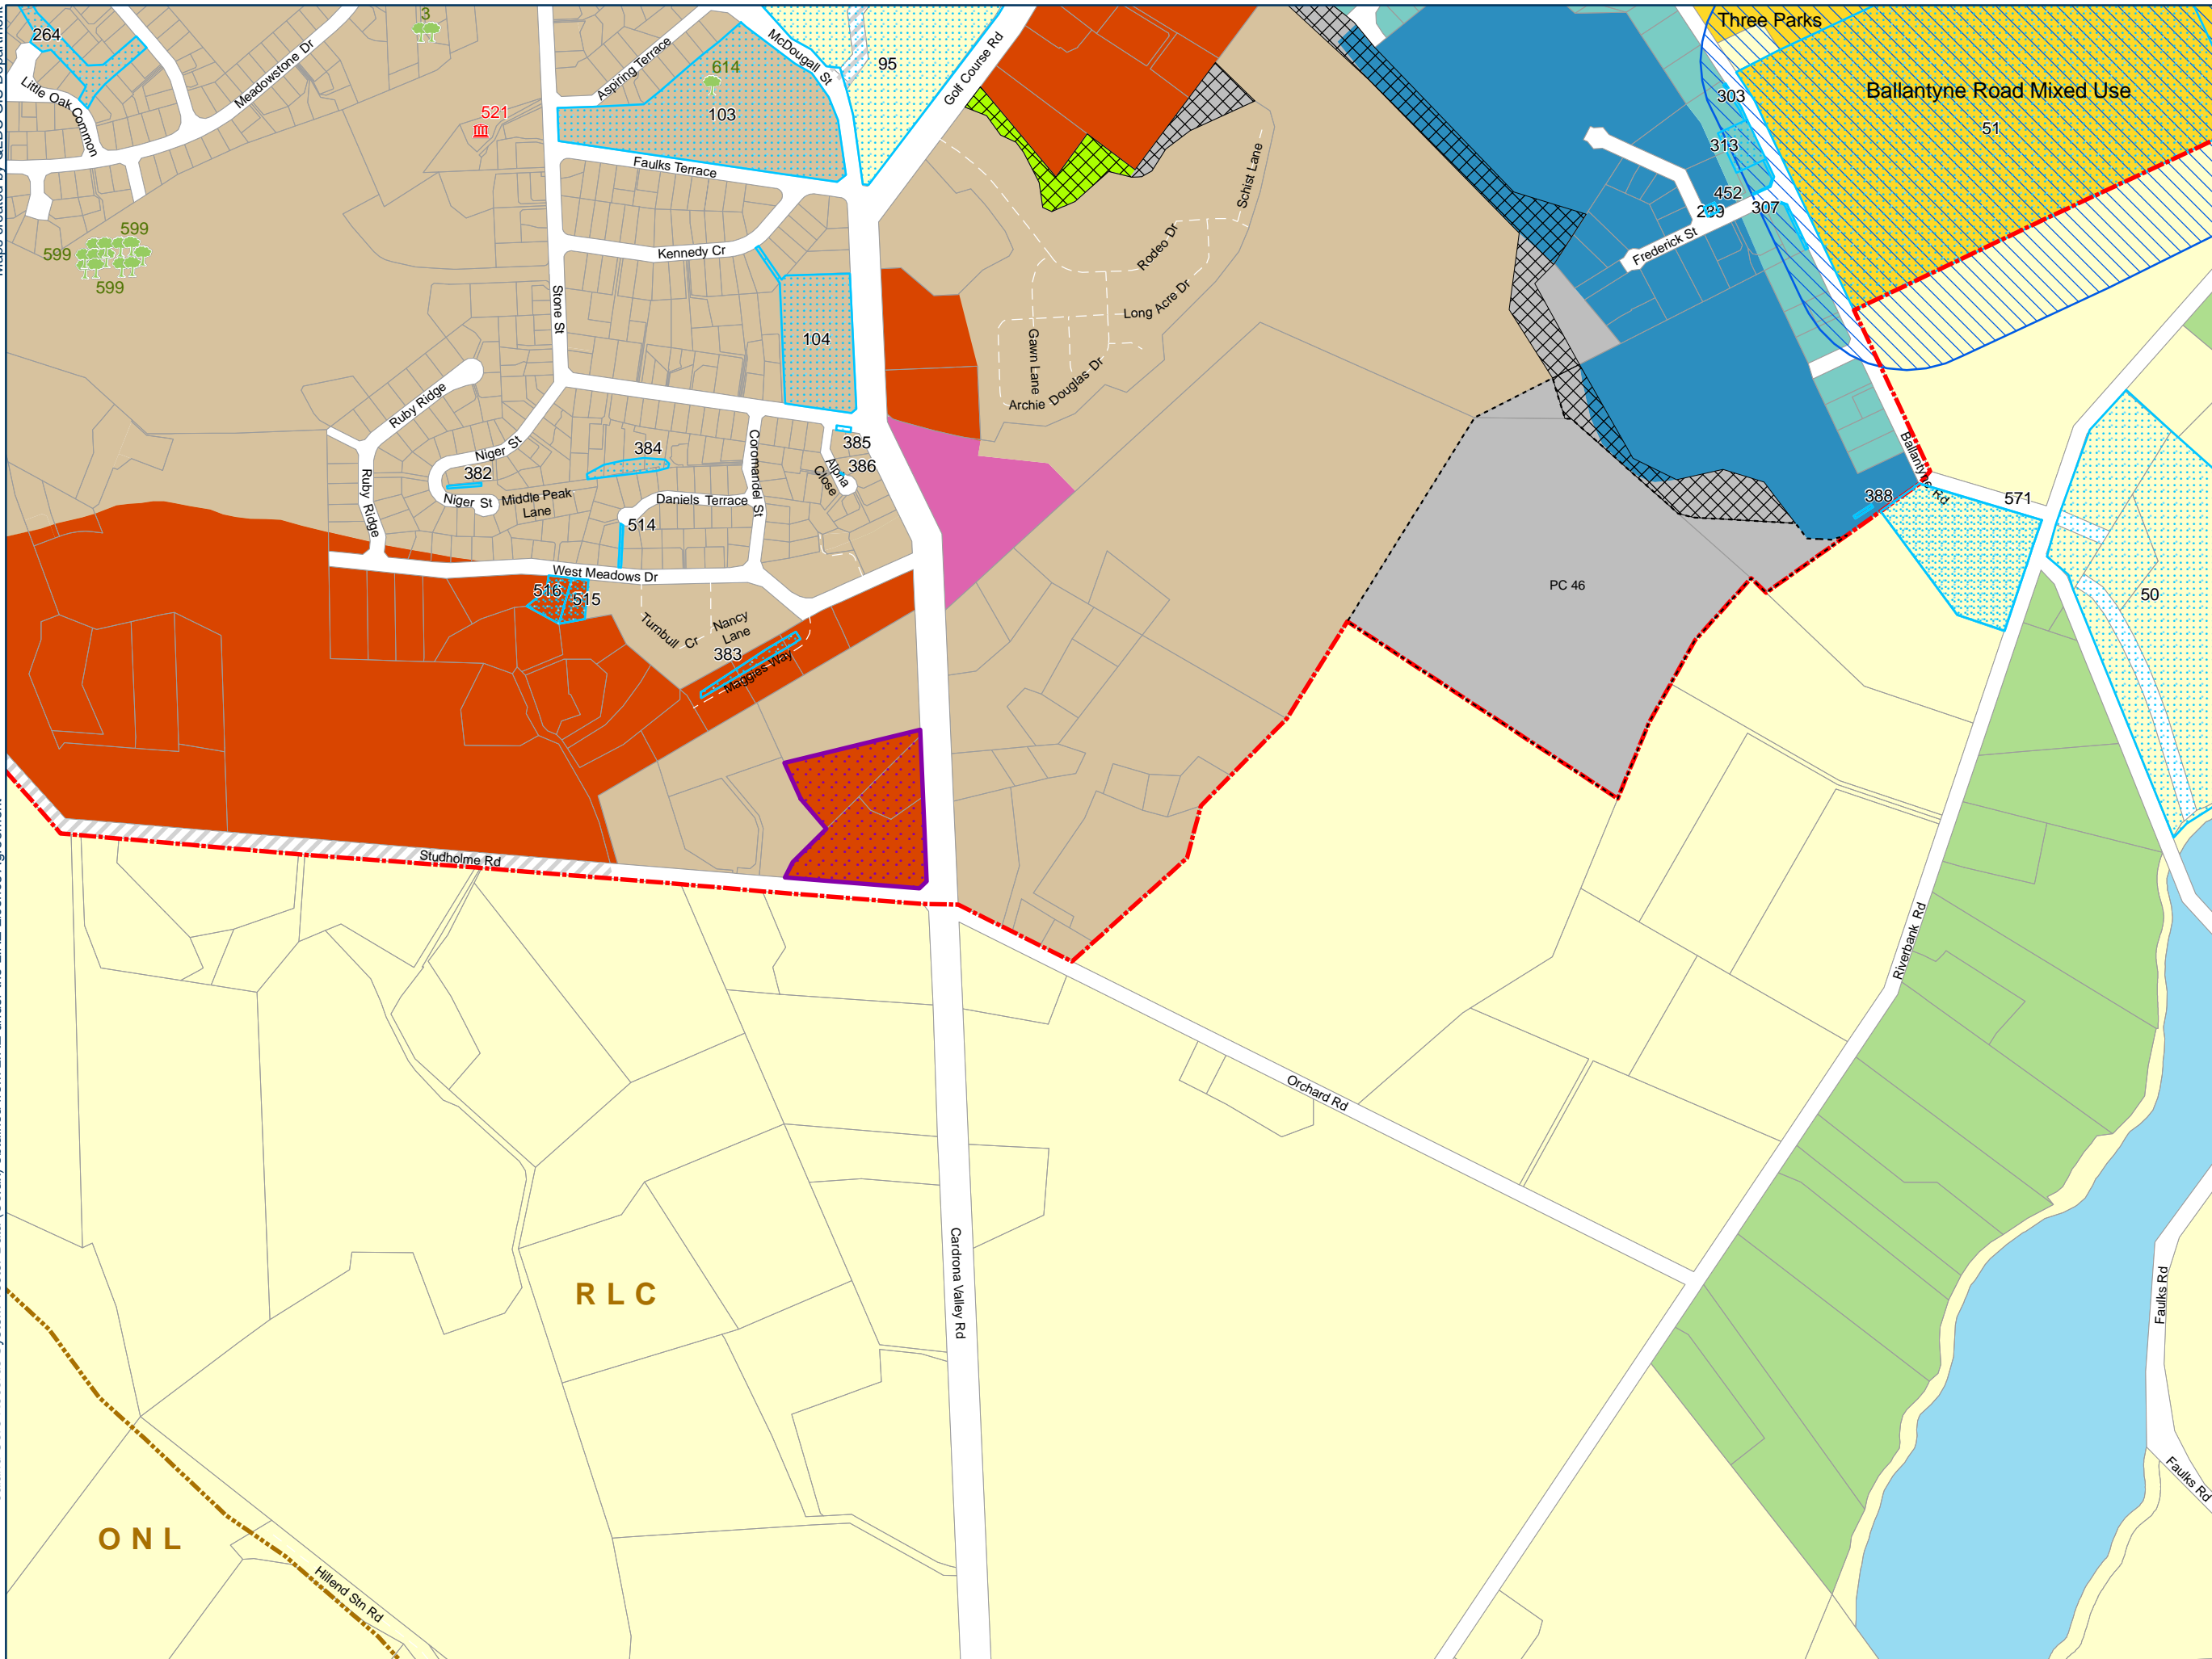 264
Little Oak Common
Meadowstone Dr
3
521
Aspiring Terrace
614
103
McDougall St
95
Golf Course Rd
Three Parks
Ballantyne Road Mixed Use
51
303
313
452
307
Frederick St
599
599
599
Faulks Terrace
Kennedy Cr
Stone St
104
Schist Lane
Rodeo Dr
Long Acre Dr
Gawn Lane
Archie Douglas Dr
Ruby Ridge
Ruby Ridge
Niger St
382
Niger St
Middle Peak
Lane
384
Daniels Terrace
514
Coromandel St
385
386
Alpha
Close
West Meadows Dr
516
515
Turnbull Cr
Nancy
Lane
383
Maggies Way
PC 46
Ballantyne Rd
388
571
50
Studholme Rd
Riverbank Rd
Orchard Rd
Cardrona Valley Rd
RLC
ONL
Hillend Stn Rd
Faulks Rd
Faulks Rd